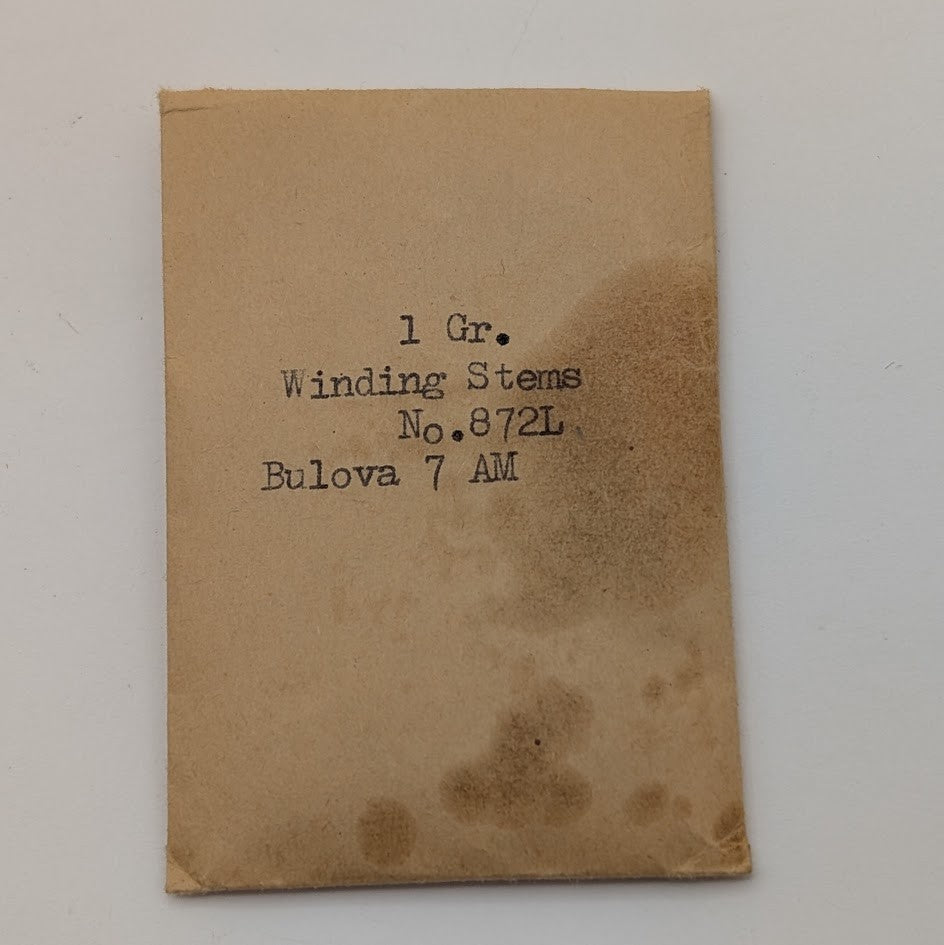 1 Gr.
Winding Stems
No.872L
Bulova 7 AM